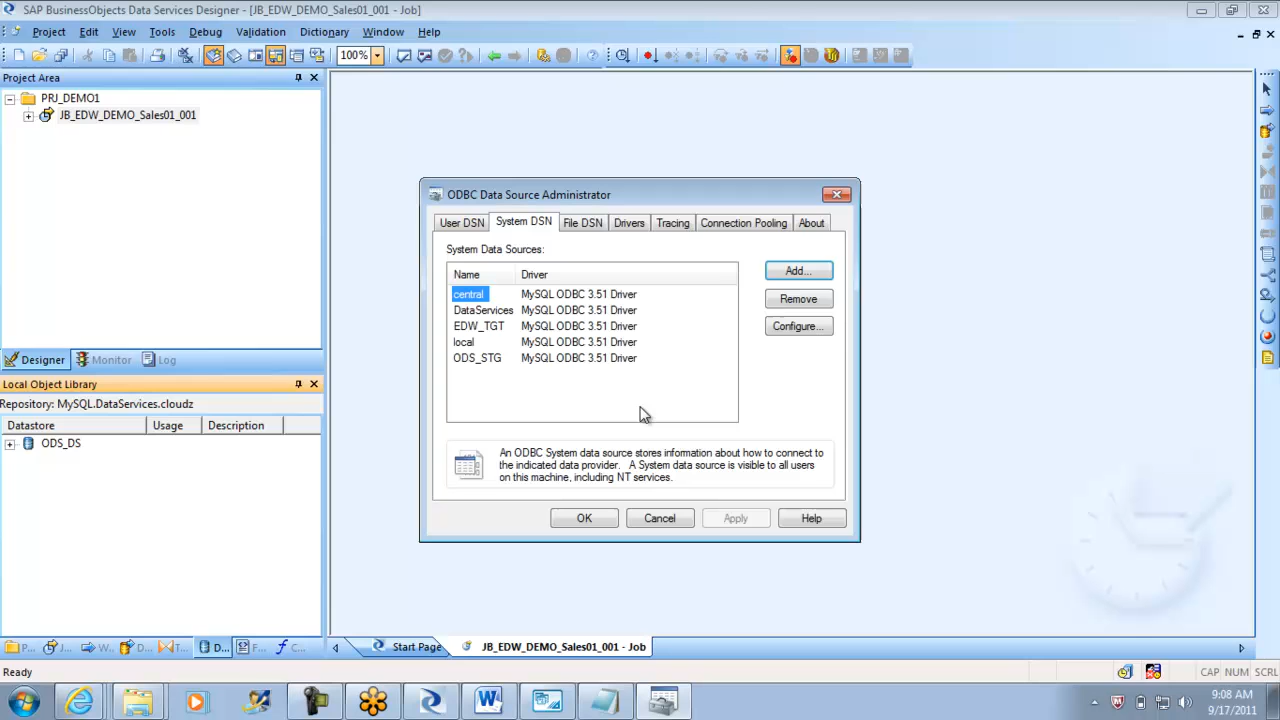 SAP BusinessObjects Data Services Designer - [JB_EDW_DEMO_Sales01_001 - Job]
Project Edit View Tools Debug Validation Dictionary Window Help
100%
Project Area
PRJ_DEMO1
JB_EDW_DEMO_Sales01_001
Designer Monitor Log
Local Object Library
Repository: MySQL.DataServices.cloudz
Datastore Usage Description
ODS_DS
P... J... W... D... T... D... F... C...
ODBC Data Source Administrator
User DSN System DSN File DSN Drivers Tracing Connection Pooling About
System Data Sources:
Name Driver
central MySQL ODBC 3.51 Driver
DataServices MySQL ODBC 3.51 Driver
EDW_TGT MySQL ODBC 3.51 Driver
local MySQL ODBC 3.51 Driver
ODS_STG MySQL ODBC 3.51 Driver
Add...
Remove
Configure...
An ODBC System data source stores information about how to connect to
the indicated data provider. A System data source is visible to all users
on this machine, including NT services.
OK Cancel Apply Help
Start Page JB_EDW_DEMO_Sales01_001 - Job
Ready
CAP NUM SCRL
9:08 AM
9/17/2011